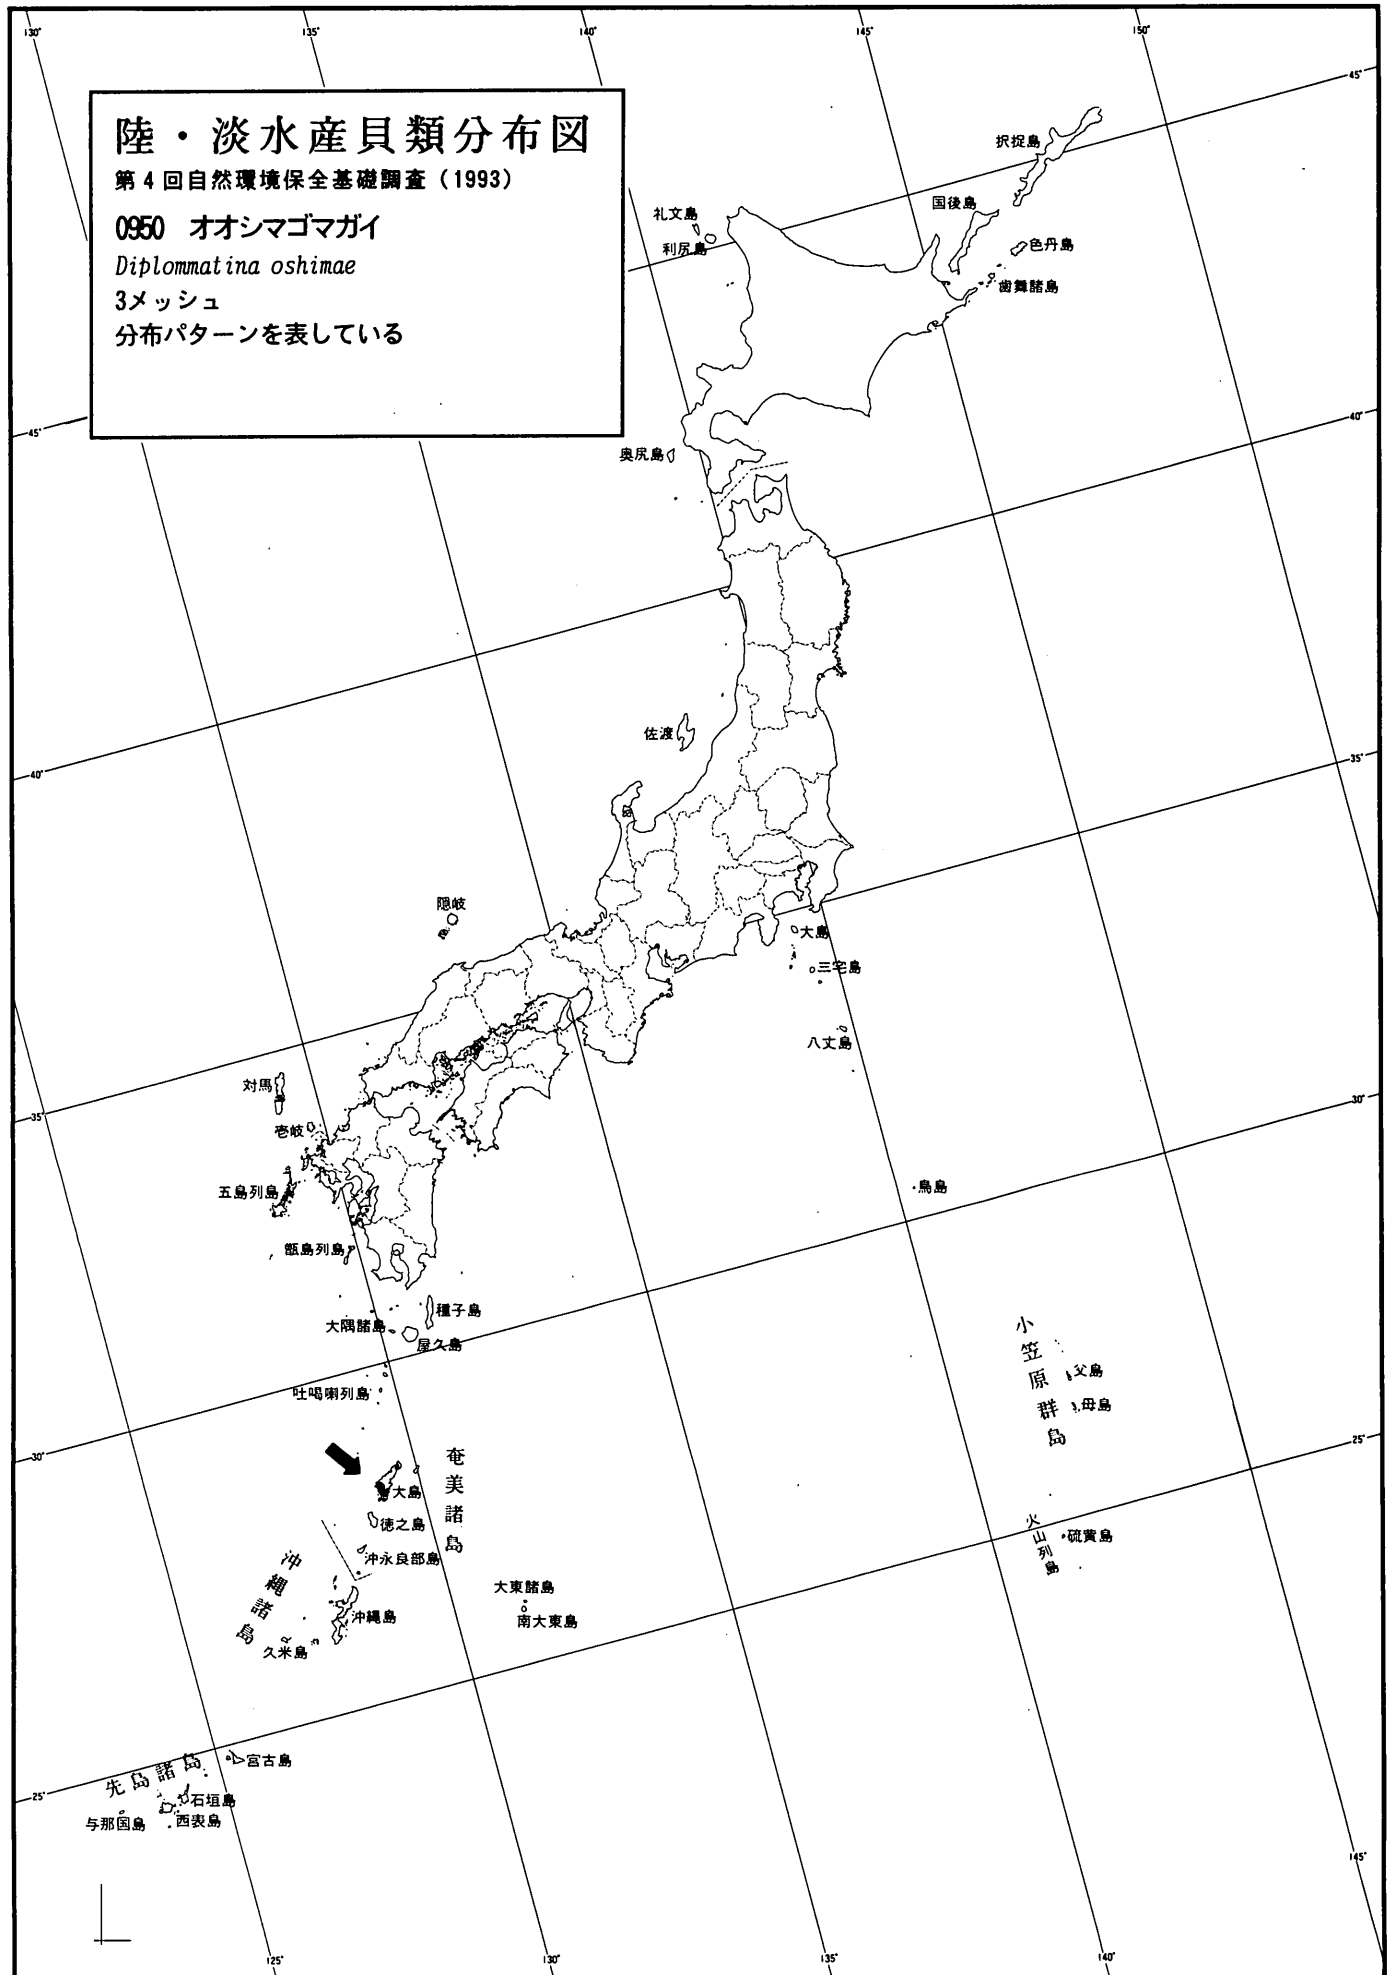 130°
135°
140°
145°
150°
45°
陸・淡水産貝類分布図
第4回自然環境保全基礎調査（1993）
0950 オオシマゴマガイ
Diplommatina oshimae
3メッシュ
分布パターンを表している
択捉島
国後島
色丹島
歯舞諸島
礼文島
利尻島
40°
45°
奥尻島
佐渡
35°
40°
隠岐
大島
三宅島
八丈島
対馬
壱岐
35°
30°
五島列島
鳥島
甑島列島
種子島
大隅諸島
屋久島
吐噶喇列島
小笠原群島
父島
母島
30°
25°
奄美諸島
大島
徳之島
沖永良部島
火山列島
硫黄島
沖縄諸島
沖縄島
久米島
大東諸島
南大東島
先島諸島
宮古島
石垣島
西表島
与那国島
25°
145°
125°
130°
135°
140°